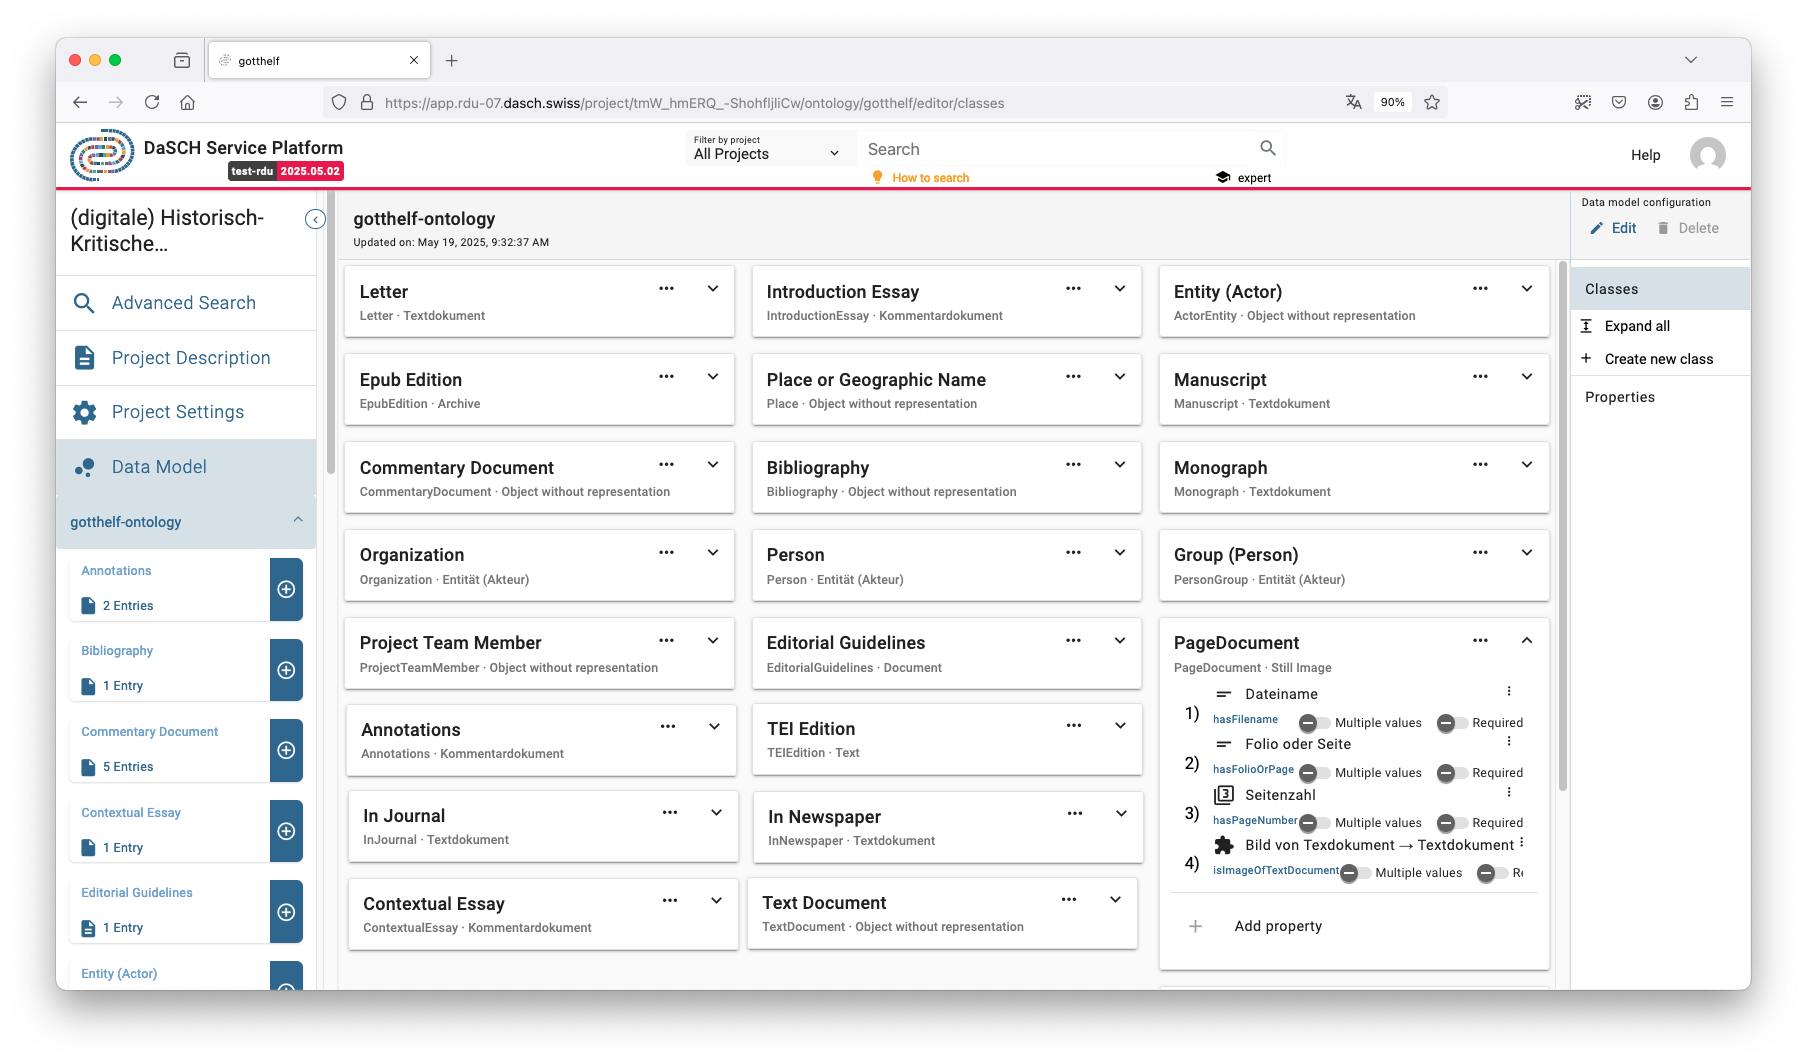 gotthelf
https://app.rdu-07.dasch.swiss/project/tmW_hmERQ_-ShohfIjliCw/ontology/gotthelf/editor/classes
90%
DaSCH Service Platform
test-rdu 2025.05.02
Filter by project
All Projects
Search
How to search
expert
Help
(digitale) Historisch-
Kritische...
Advanced Search
Project Description
Project Settings
Data Model
gotthelf-ontology
Annotations
2 Entries
Bibliography
1 Entry
Commentary Document
5 Entries
Contextual Essay
1 Entry
Editorial Guidelines
1 Entry
Entity (Actor)
gotthelf-ontology
Updated on: May 19, 2025, 9:32:37 AM
Letter
Letter · Textdokument
Introduction Essay
IntroductionEssay · Kommentardokument
Entity (Actor)
ActorEntity · Object without representation
Epub Edition
EpubEdition · Archive
Place or Geographic Name
Place · Object without representation
Manuscript
Manuscript · Textdokument
Commentary Document
CommentaryDocument · Object without representation
Bibliography
Bibliography · Object without representation
Monograph
Monograph · Textdokument
Organization
Organization · Entität (Akteur)
Person
Person · Entität (Akteur)
Group (Person)
PersonGroup · Entität (Akteur)
Project Team Member
ProjectTeamMember · Object without representation
Editorial Guidelines
EditorialGuidelines · Document
PageDocument
PageDocument · Still Image
1)
Dateiname
hasFilename Multiple values Required
2)
Folio oder Seite
hasFolioOrPage Multiple values Required
3)
Seitenzahl
hasPageNumber Multiple values Required
4)
Bild von Texdokument → Textdokument
isImageOfTextDocument Multiple values R
Add property
Annotations
Annotations · Kommentardokument
TEI Edition
TEIEdition · Text
In Journal
InJournal · Textdokument
In Newspaper
InNewspaper · Textdokument
Contextual Essay
ContextualEssay · Kommentardokument
Text Document
TextDocument · Object without representation
Data model configuration
Edit
Delete
Classes
Expand all
Create new class
Properties